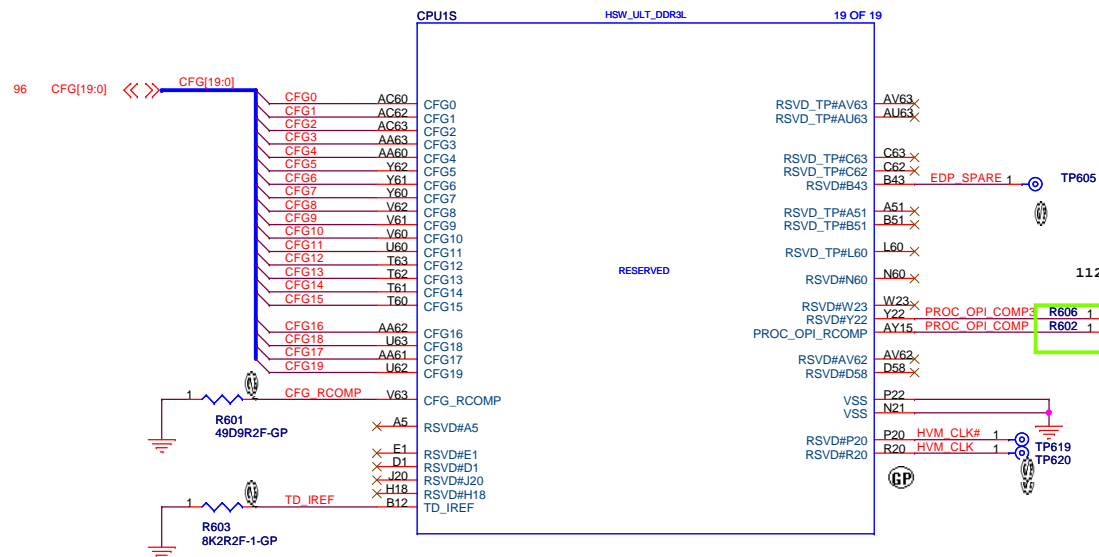 CPU1S HSW_ULT_DDR3L 19 OF 19
96 CFG[19:0] CFG[19:0]
CFG0 AC60 CFG0
CFG1 AC62 CFG1
CFG2 AC63 CFG2
CFG3 AA63 CFG3
CFG4 AA60 CFG4
CFG5 Y62 CFG5
CFG6 Y61 CFG6
CFG7 Y60 CFG7
CFG8 V62 CFG8
CFG9 V61 CFG9
CFG10 V60 CFG10
CFG11 U60 CFG11
CFG12 T63 CFG12
CFG13 T62 CFG13
CFG14 T61 CFG14
CFG15 T60 CFG15
CFG16 AA62 CFG16
CFG18 U63 CFG18
CFG17 AA61 CFG17
CFG19 U62 CFG19
1 CFG_RCOMP V63 CFG_RCOMP
R601
49D9R2F-GP
A5 RSVD#A5
E1 RSVD#E1
D1 RSVD#D1
J20 RSVD#J20
H18 RSVD#H18
1 TD_IREF B12 TD_IREF
R603
8K2R2F-1-GP
RESERVED
RSVD_TP#AV63 AV63
RSVD_TP#AU63 AU63
RSVD_TP#C63 C63
RSVD_TP#C62 C62
RSVD#B43 B43 EDP_SPARE 1 TP605
RSVD_TP#A51 A51
RSVD_TP#B51 B51
RSVD_TP#L60 L60
RSVD#N60 N60
112
RSVD#W23 W23
RSVD#Y22 Y22 PROC_OPI_COMP3 R606 1
PROC_OPI_RCOMP AY15 PROC_OPI_COMP R602 1
RSVD#AV62 AV62
RSVD#D58 D58
VSS P22
VSS N21
RSVD#P20 P20 HVM_CLK# 1 TP619
RSVD#R20 R20 HVM_CLK 1 TP620
GP